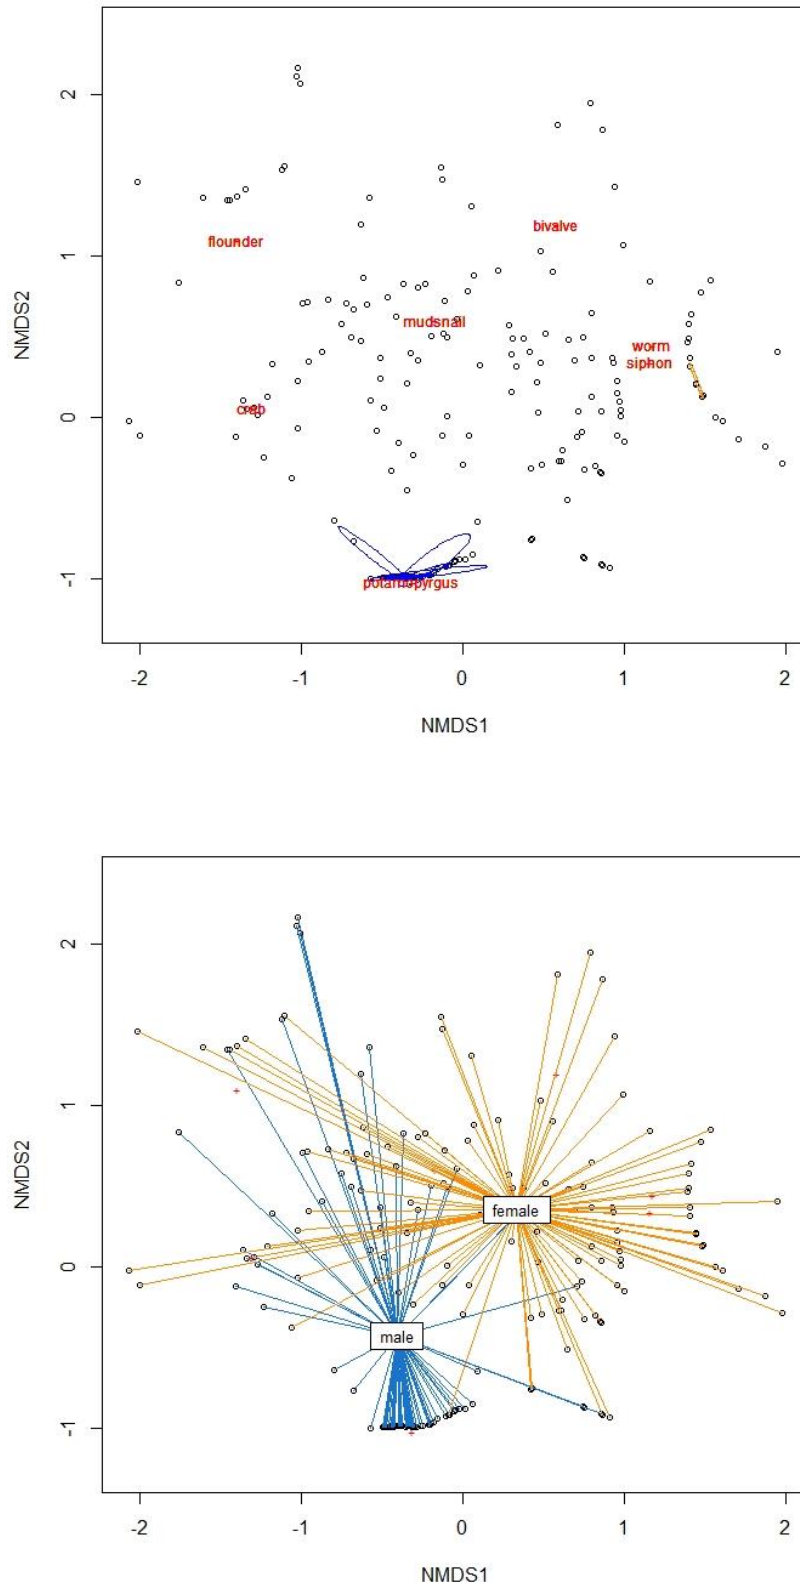 2
flounder
bivalve
1
mudsnail
worm
siphon
NMDS2
crab
0
potamopyrgus
-1
-2 -1 0 1 2
NMDS1
2
1
NMDS2
female
0
male
-1
-2 -1 0 1 2
NMDS1